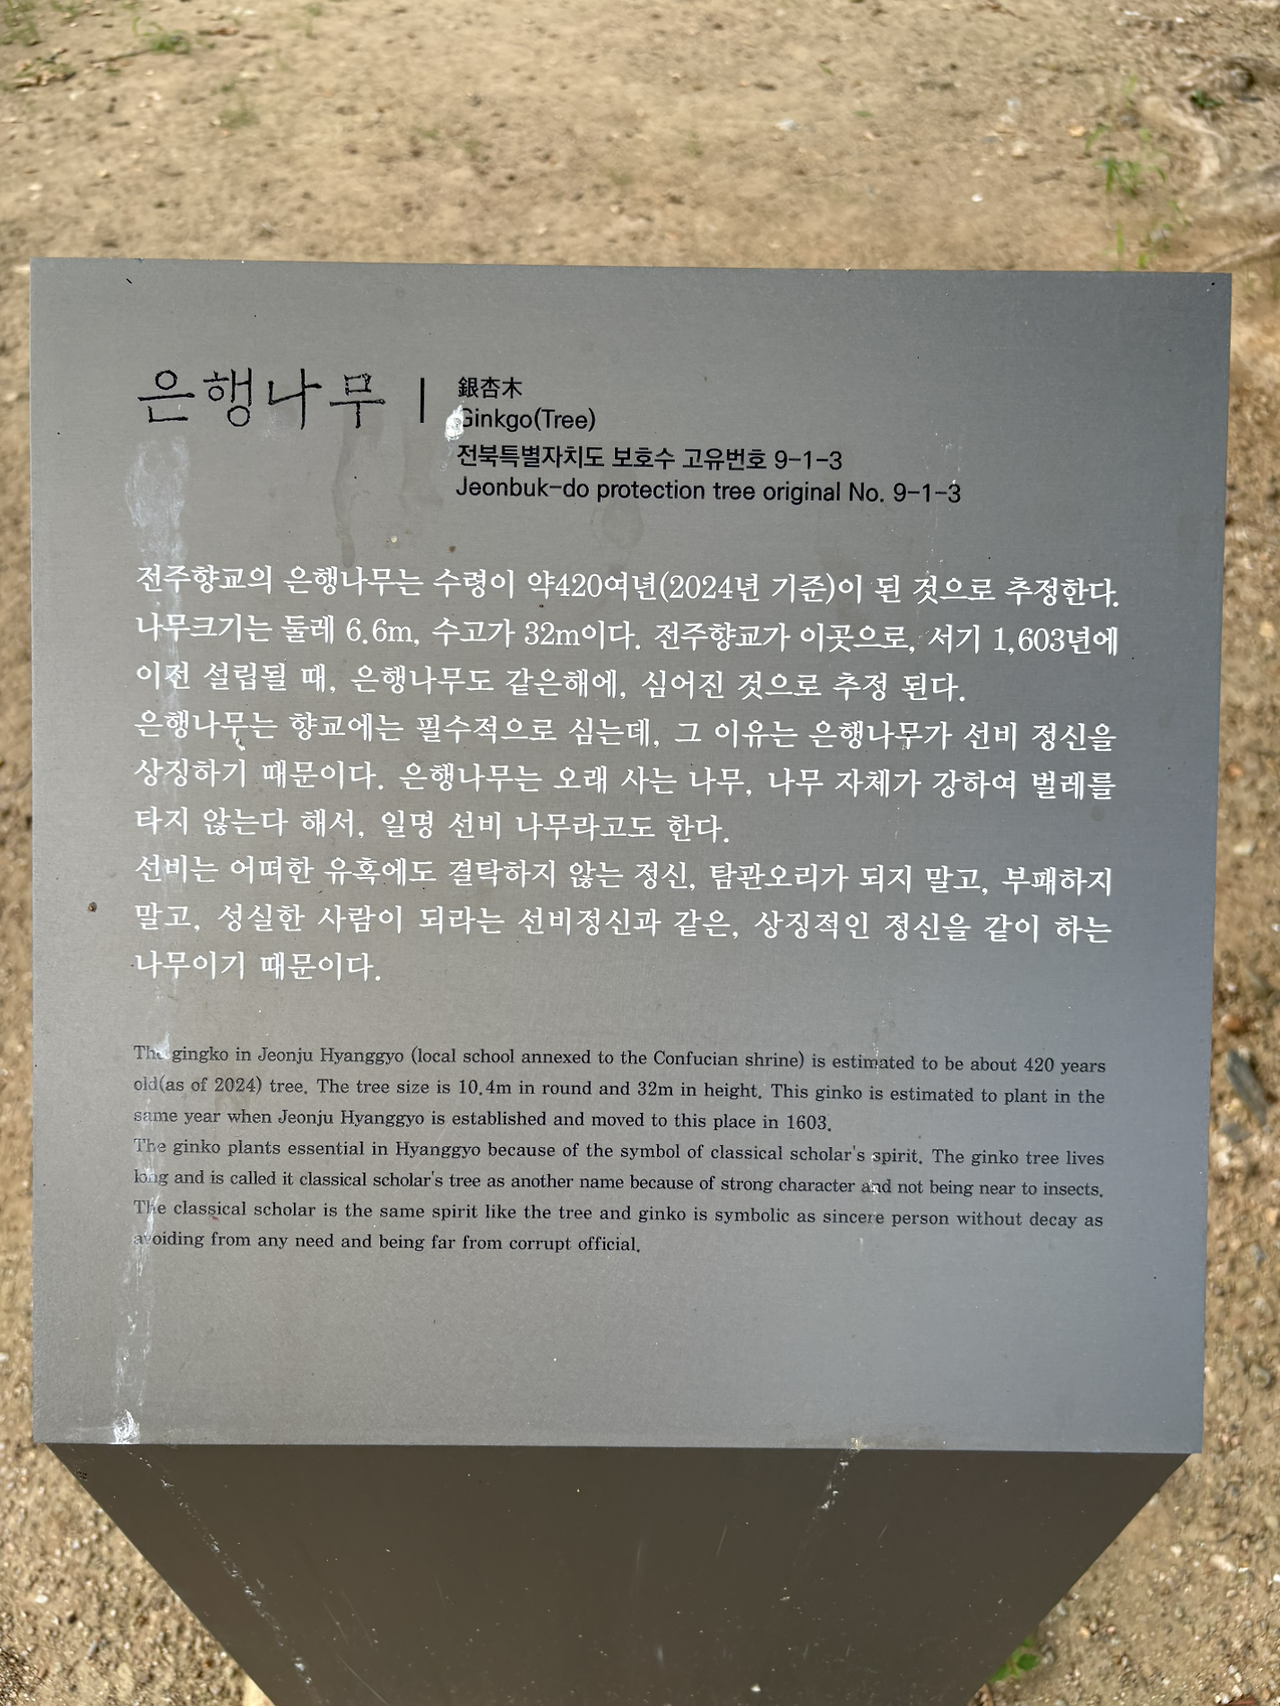 은행나무
銀杏木
Ginkgo(Tree)
전북특별자치도 보호수 고유번호 9-1-3
Jeonbuk-do protection tree original No. 9-1-3
전주향교의 은행나무는 수령이 약420여년(2024년 기준)이 된 것으로 추정한다.
나무크기는 둘레 6.6m, 수고가 32m이다. 전주향교가 이곳으로, 서기 1,603년에
이전 설립될 때, 은행나무도 같은해에, 심어진 것으로 추정 된다.
은행나무는 향교에는 필수적으로 심는데, 그 이유는 은행나무가 선비 정신을
상징하기 때문이다. 은행나무는 오래 사는 나무, 나무 자체가 강하여 벌레를
타지 않는다 해서, 일명 선비 나무라고도 한다.
선비는 어떠한 유혹에도 결탁하지 않는 정신, 탐관오리가 되지 말고, 부패하지
말고, 성실한 사람이 되라는 선비정신과 같은, 상징적인 정신을 같이 하는
나무이기 때문이다.
The gingko in Jeonju Hyanggyo (local school annexed to the Confucian shrine) is estimated to be about 420 years
old(as of 2024) tree. The tree size is 10.4m in round and 32m in height. This ginko is estimated to plant in the
same year when Jeonju Hyanggyo is established and moved to this place in 1603.
The ginko plants essential in Hyanggyo because of the symbol of classical scholar's spirit. The ginko tree lives
long and is called it classical scholar's tree as another name because of strong character and not being near to insects.
The classical scholar is the same spirit like the tree and ginko is symbolic as sincere person without decay as
avoiding from any need and being far from corrupt official.